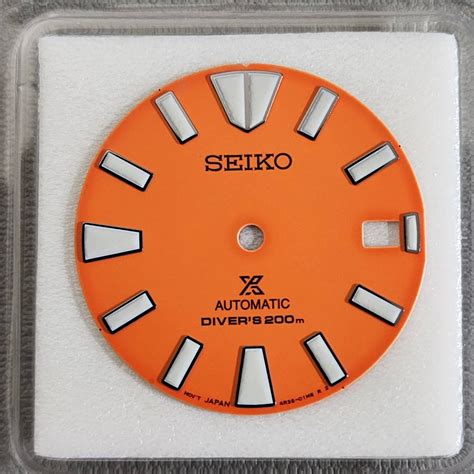 SEIKO
AUTOMATIC
DIVER'S 200m
MOV'T JAPAN